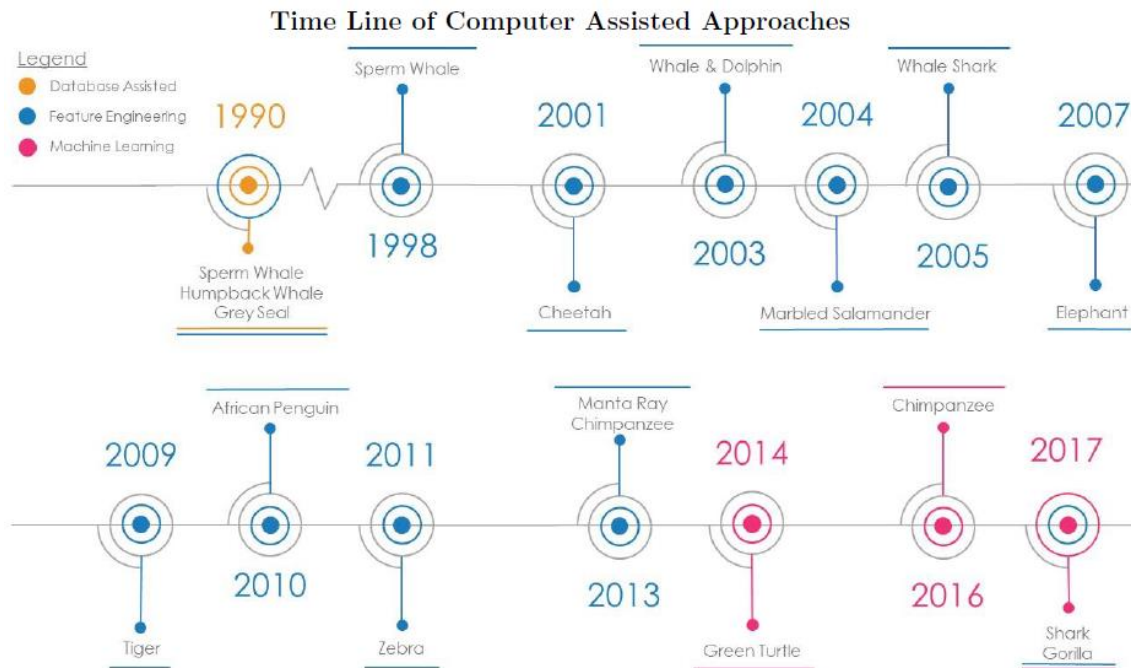 Time Line of Computer Assisted Approaches
Legend
Database Assisted
Feature Engineering
Machine Learning
1990
Sperm Whale
Humpback Whale
Grey Seal
Sperm Whale
1998
2001
Cheetah
Whale & Dolphin
2003
2004
Marbled Salamander
Whale Shark
2005
2007
Elephant
2009
Tiger
African Penguin
2010
2011
Zebra
Manta Ray
Chimpanzee
2013
2014
Green Turtle
Chimpanzee
2016
2017
Shark
Gorilla